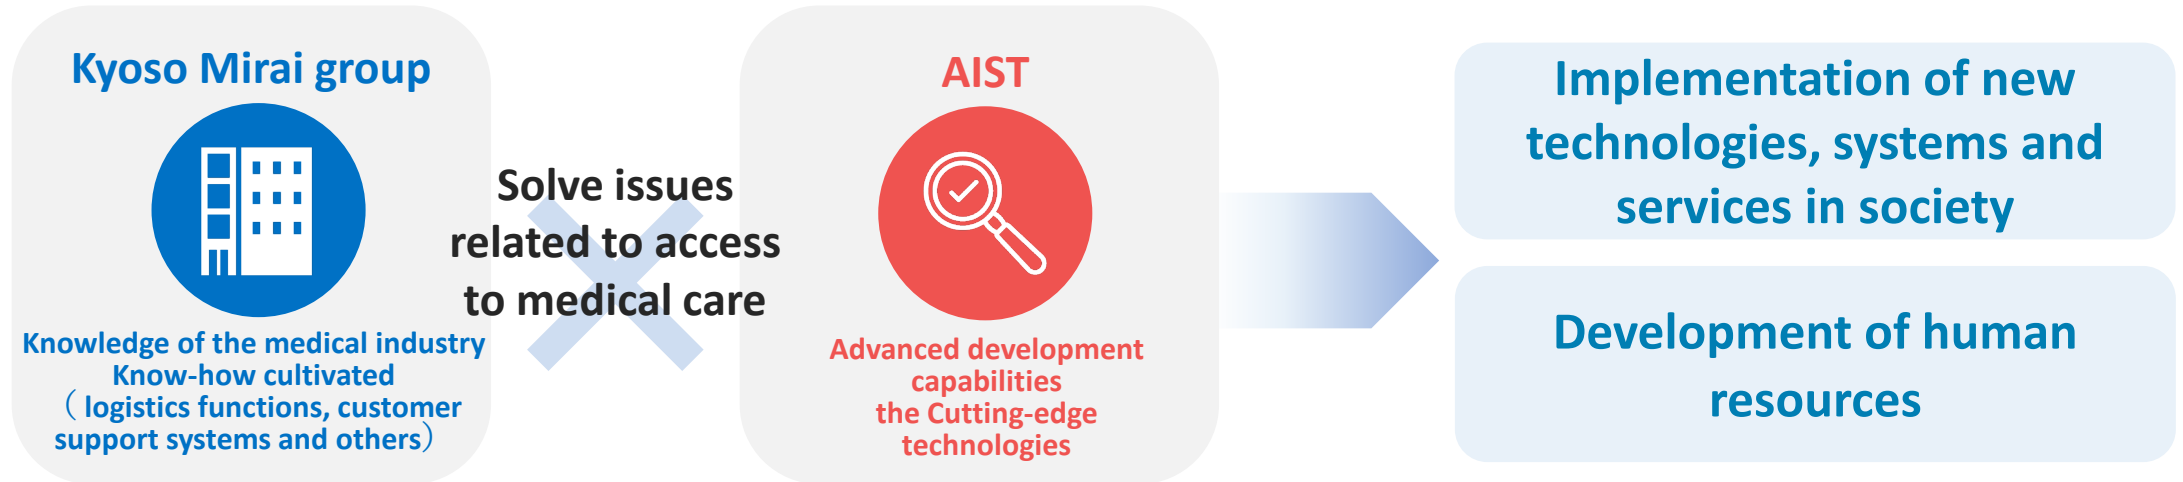 Kyoso Mirai group
Knowledge of the medical industry
Know-how cultivated
（ logistics functions, customer
support systems and others）
Solve issues
related to access
to medical care
AIST
Advanced development
capabilities
the Cutting-edge
technologies
Implementation of new
technologies, systems and
services in society
Development of human
resources